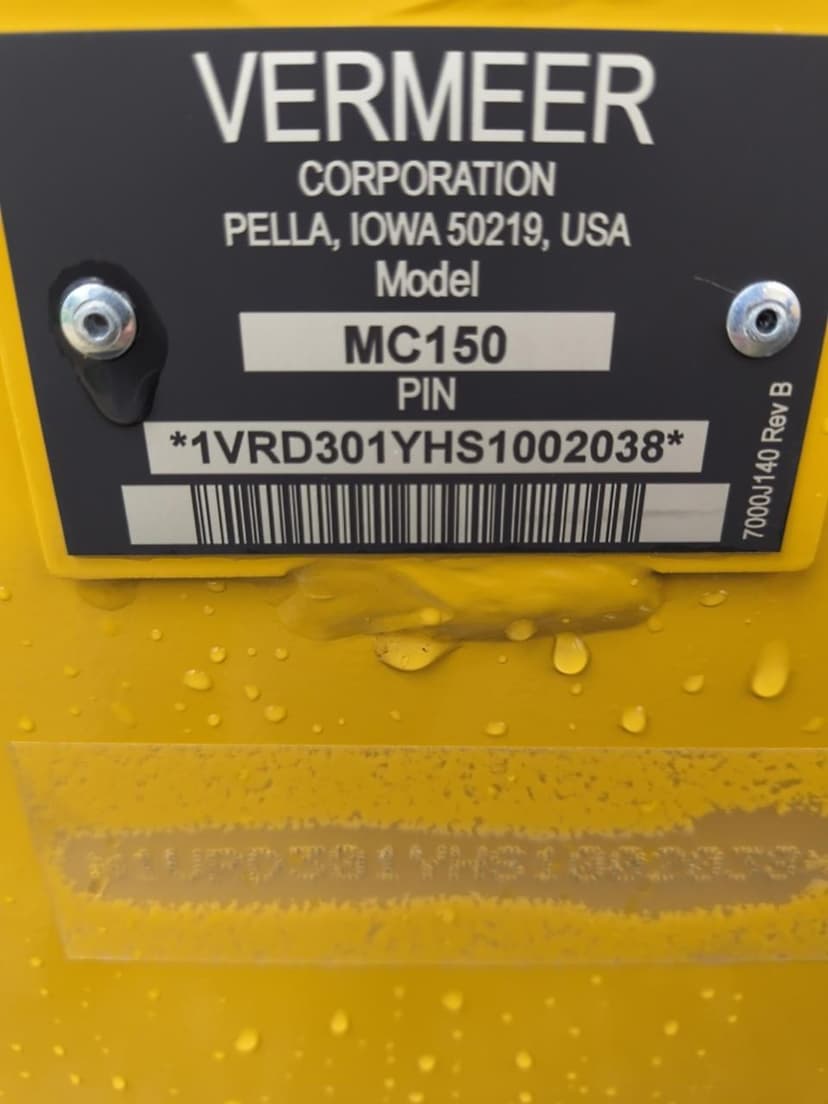 VERMEER
CORPORATION
PELLA, IOWA 50219, USA
Model
MC150
PIN
*1VRD301YHS1002038*
7000J140 Rev B